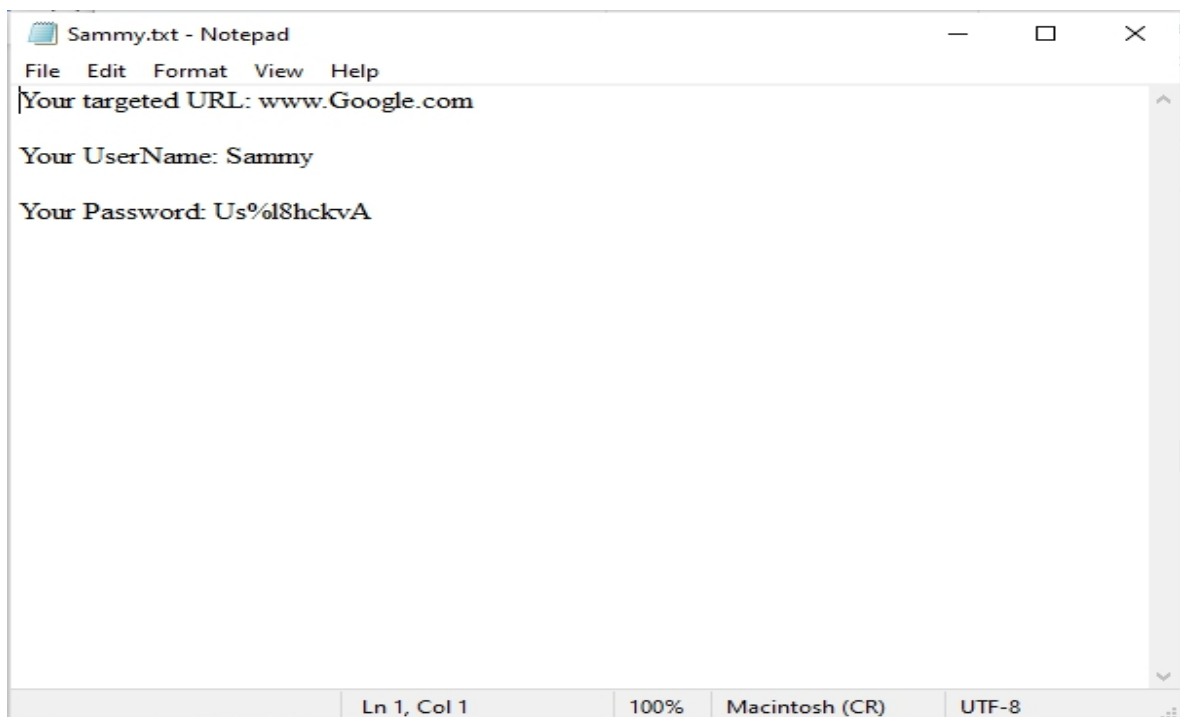 Sammy.txt - Notepad
File Edit Format View Help
Your targeted URL: www.Google.com
Your UserName: Sammy
Your Password: Us%l8hckvA
Ln 1, Col 1 100% Macintosh (CR) UTF-8